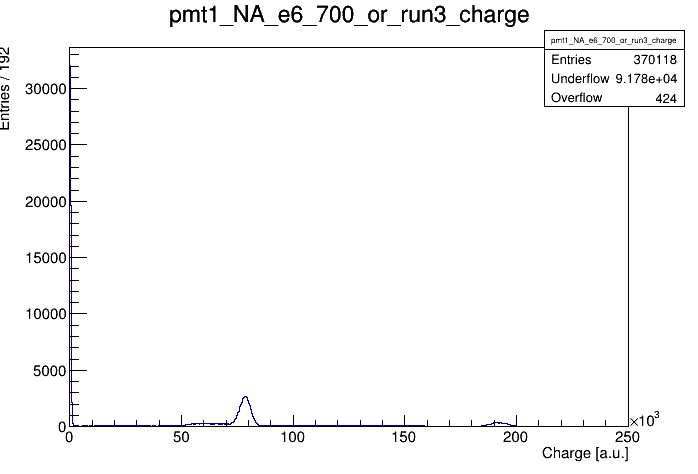 pmt1_NA_e6_700_or_run3_charge
pmt1_NA_e6_700_or_run3_charge
Entries 370118
Underflow 9.178e+04
Overflow 424
Entries / 192
30000
25000
20000
15000
10000
5000
0
0 50 100 150 200 250
×10³
Charge [a.u.]